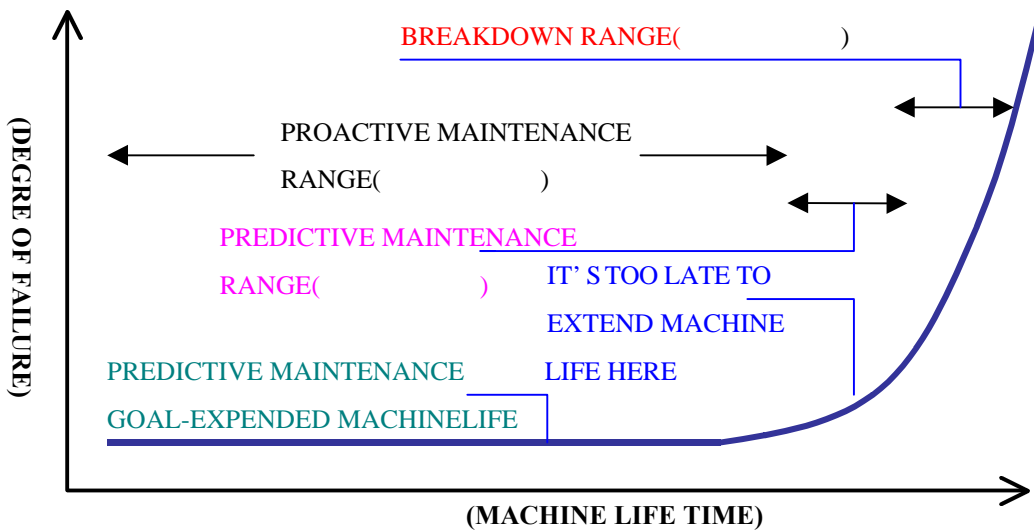 BREAKDOWN RANGE( )
PROACTIVE MAINTENANCE
RANGE( )
PREDICTIVE MAINTENANCE
RANGE( )
IT’ S TOO LATE TO
EXTEND MACHINE
LIFE HERE
PREDICTIVE MAINTENANCE
GOAL-EXPENDED MACHINELIFE
(DEGRE OF FAILURE)
(MACHINE LIFE TIME)